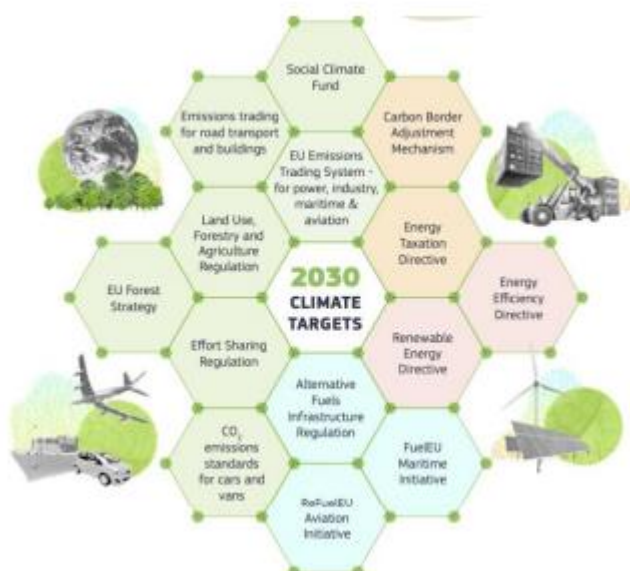 Social Climate
Fund
Emissions trading
for road transport
and buildings
Carbon Border
Adjustment
Mechanism
EU Emissions
Trading System -
for power, industry,
maritime &
aviation
Land Use,
Forestry and
Agriculture
Regulation
Energy
Taxation
Directive
EU Forest
Strategy
2030
CLIMATE
TARGETS
Energy
Efficiency
Directive
Effort Sharing
Regulation
Renewable
Energy
Directive
Alternative
Fuels
Infrastructure
Regulation
CO₂
emissions
standards
for cars and
vans
FuelEU
Maritime
Initiative
ReFuelEU
Aviation
Initiative